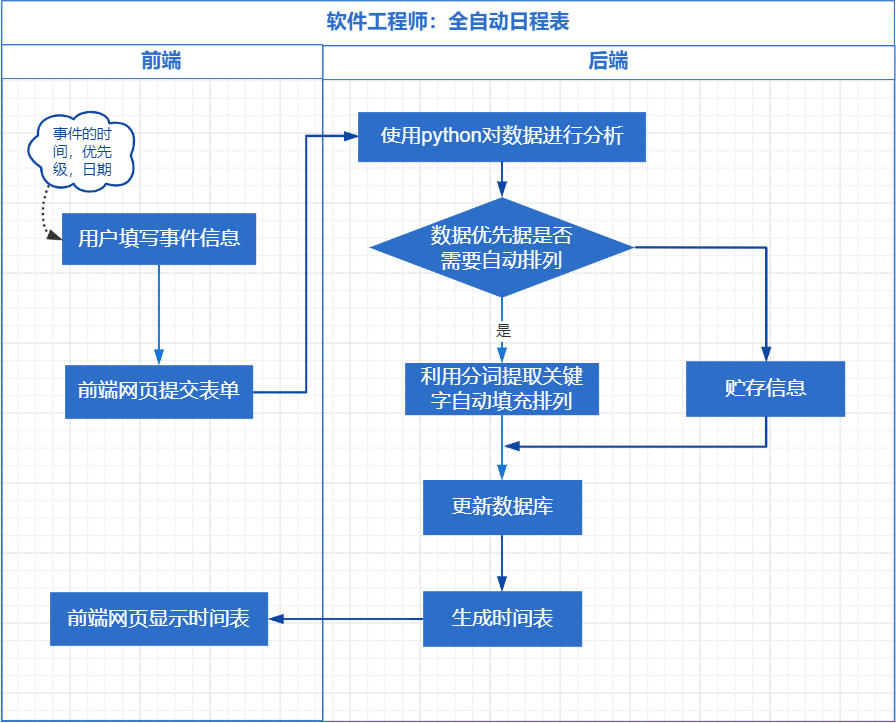 软件工程师：全自动日程表
前端
后端
事件的时
间，优先
级，日期
用户填写事件信息
前端网页提交表单
使用python对数据进行分析
数据优先据是否
需要自动排列
是
利用分词提取关键
字自动填充排列
贮存信息
更新数据库
生成时间表
前端网页显示时间表